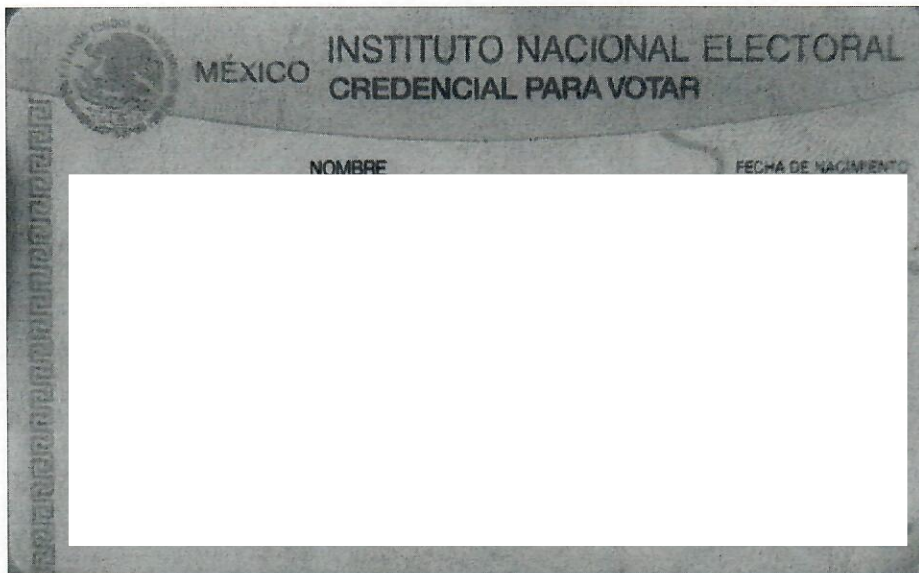 MÉXICO
INSTITUTO NACIONAL ELECTORAL
CREDENCIAL PARA VOTAR
NOMBRE
FECHA DE NACIMIENTO